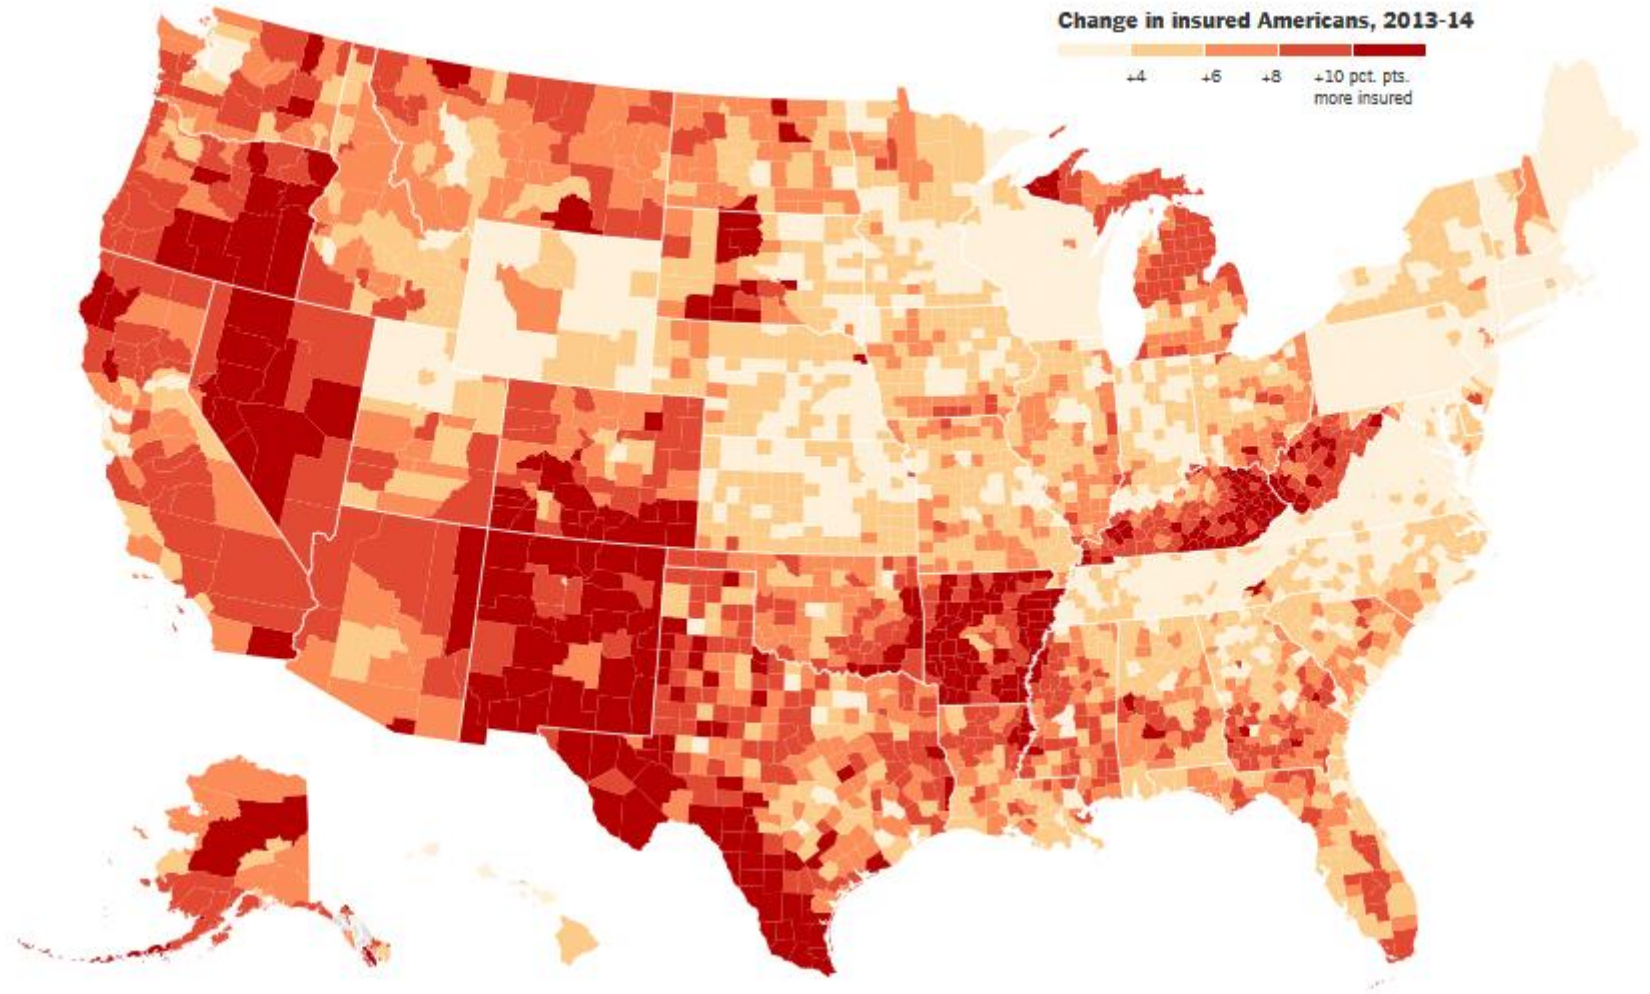 Change in insured Americans, 2013-14
+4 +6 +8 +10 pct. pts.
more insured